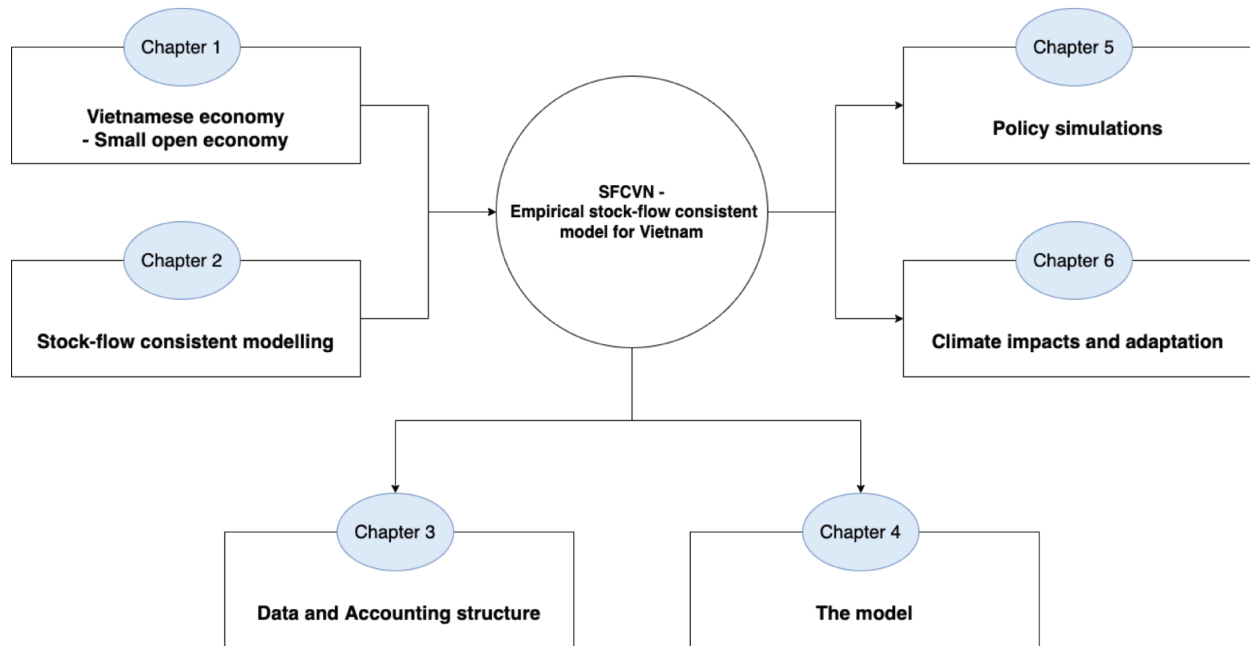 Chapter 1
Vietnamese economy
- Small open economy
Chapter 2
Stock-flow consistent modelling
SFCVN -
Empirical stock-flow consistent
model for Vietnam
Chapter 5
Policy simulations
Chapter 6
Climate impacts and adaptation
Chapter 3
Data and Accounting structure
Chapter 4
The model